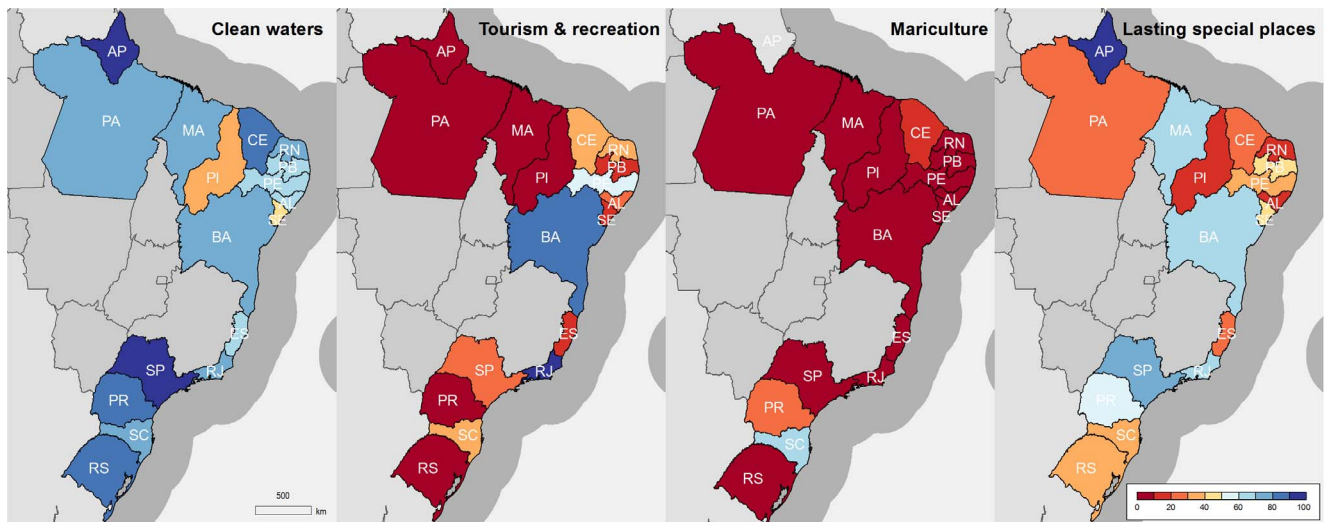 Clean waters
AP
PA
MA
CE
RN
PB
PI
PE
AL
SE
BA
ES
SP
RJ
PR
SC
RS
500
km
Tourism & recreation
AP
PA
MA
CE
RN
PB
PI
PE
AL
SE
BA
ES
SP
RJ
PR
SC
RS
Mariculture
AP
PA
MA
CE
RN
PB
PI
PE
AL
SE
BA
ES
SP
RJ
PR
SC
RS
Lasting special places
AP
PA
MA
CE
RN
PB
PI
PE
AL
SE
BA
ES
SP
RJ
PR
SC
RS
0 20 40 60 80 100